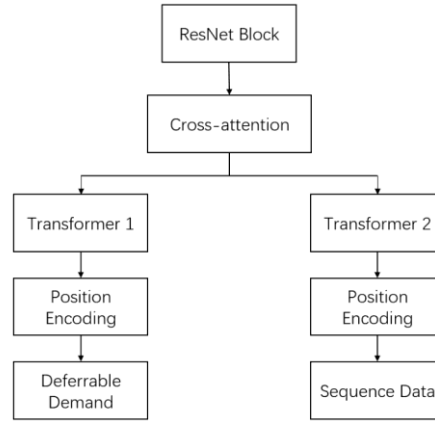 ResNet Block
Cross-attention
Transformer 1
Transformer 2
Position
Encoding
Position
Encoding
Deferrable
Demand
Sequence Data